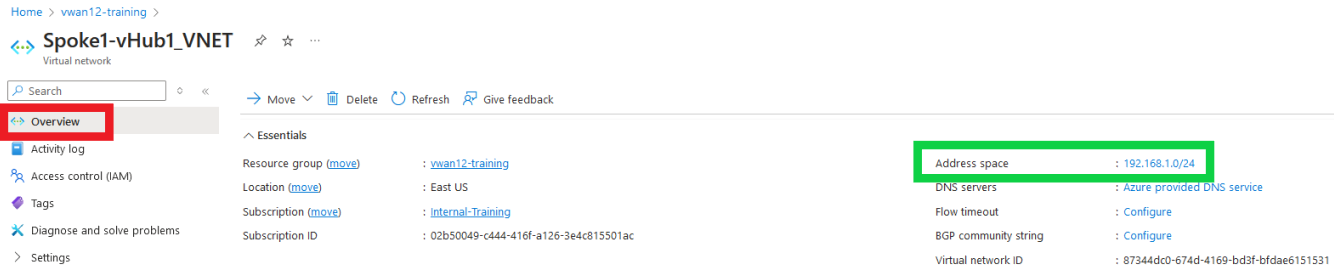 Home > vwan12-training >
Spoke1-vHub1_VNET
Virtual network
Search
Move
Delete
Refresh
Give feedback
Overview
Activity log
Access control (IAM)
Tags
Diagnose and solve problems
Settings
Essentials
Resource group (move) : vwan12-training
Location (move) : East US
Subscription (move) : Internal-Training
Subscription ID : 02b50049-c444-416f-a126-3e4c815501ac
Address space : 192.168.1.0/24
DNS servers : Azure provided DNS service
Flow timeout : Configure
BGP community string : Configure
Virtual network ID : 87344dc0-674d-4169-bd3f-bfdae6151531